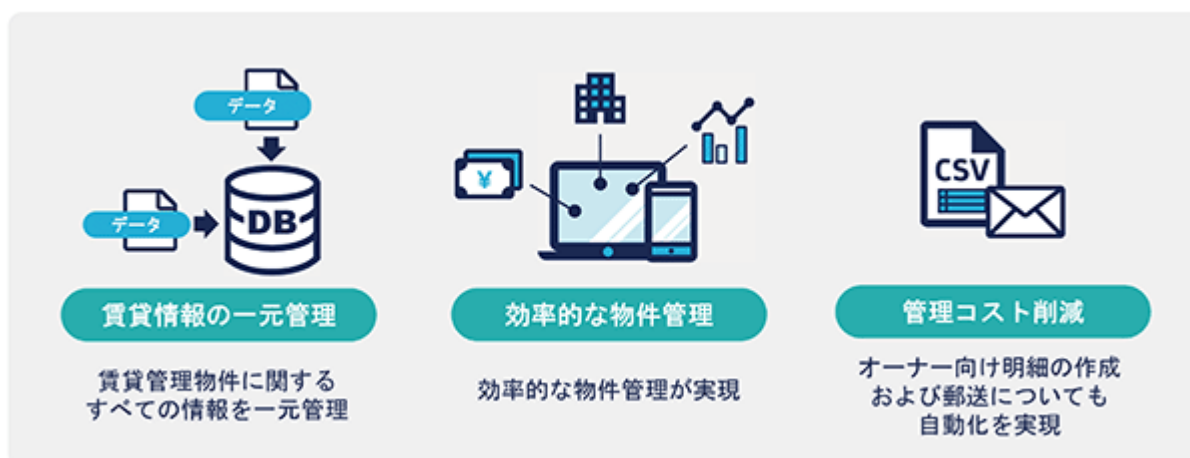 データ
データ
DB
賃貸情報の一元管理
賃貸管理物件に関する
すべての情報を一元管理
¥
効率的な物件管理
効率的な物件管理が実現
CSV
管理コスト削減
オーナー向け明細の作成
および郵送についても
自動化を実現